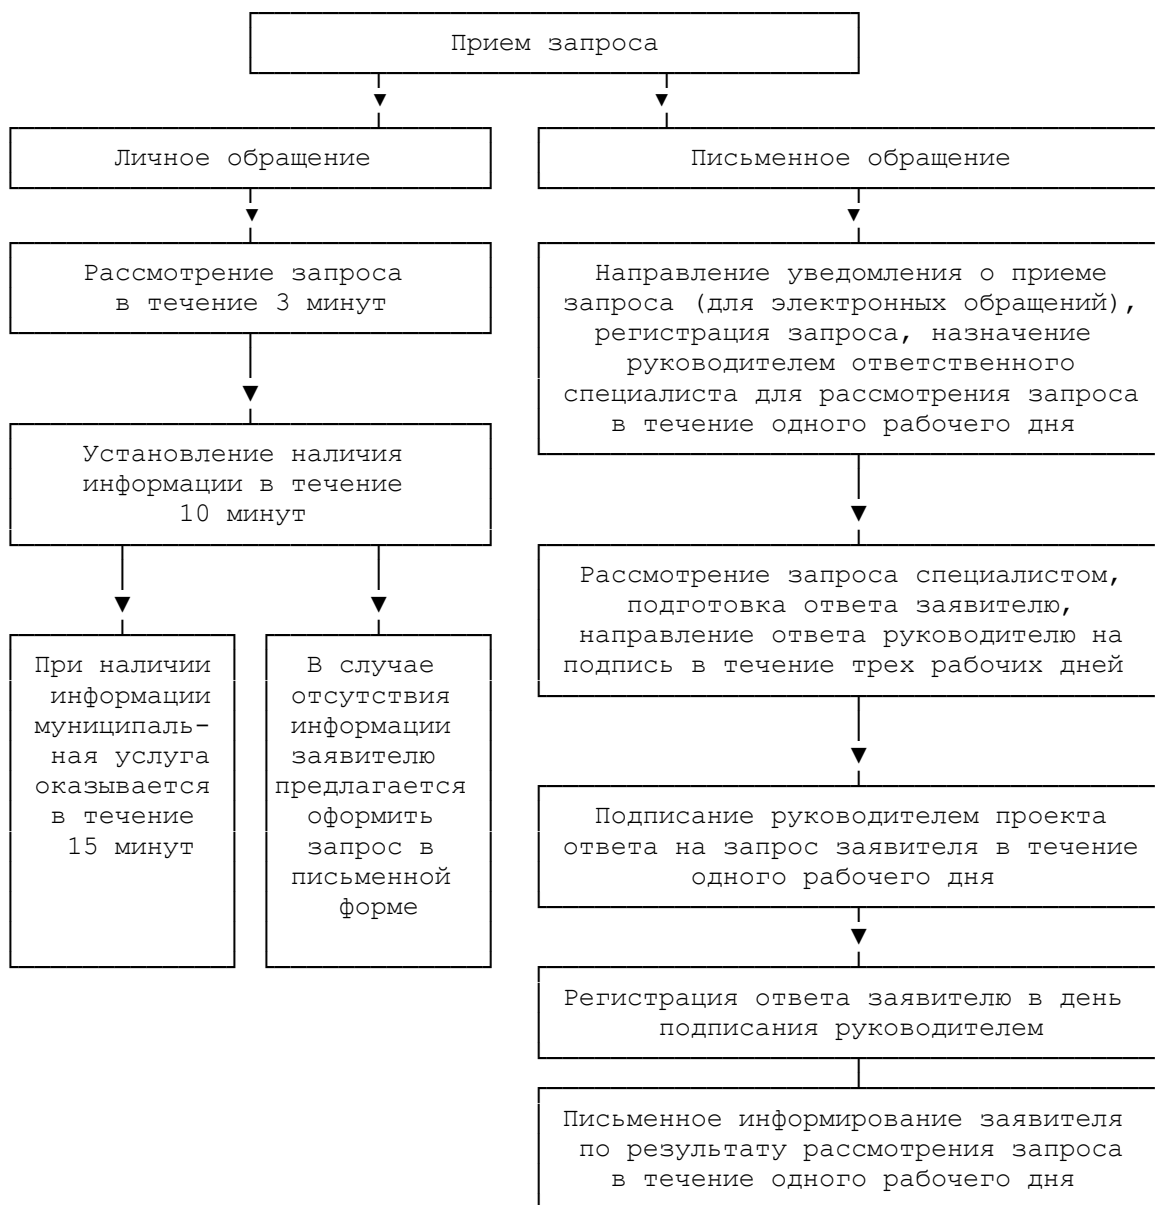 Прием запроса
Личное обращение
Письменное обращение
Рассмотрение запроса
в течение 3 минут
Направление уведомления о приеме
запроса (для электронных обращений),
регистрация запроса, назначение
руководителем ответственного
специалиста для рассмотрения запроса
в течение одного рабочего дня
Установление наличия
информации в течение
10 минут
Рассмотрение запроса специалистом,
подготовка ответа заявителю,
направление ответа руководителю на
подпись в течение трех рабочих дней
При наличии
информации
муниципаль-
ная услуга
оказывается
в течение
15 минут
В случае
отсутствия
информации
заявителю
предлагается
оформить
запрос в
письменной
форме
Подписание руководителем проекта
ответа на запрос заявителя в течение
одного рабочего дня
Регистрация ответа заявителю в день
подписания руководителем
Письменное информирование заявителя
по результату рассмотрения запроса
в течение одного рабочего дня